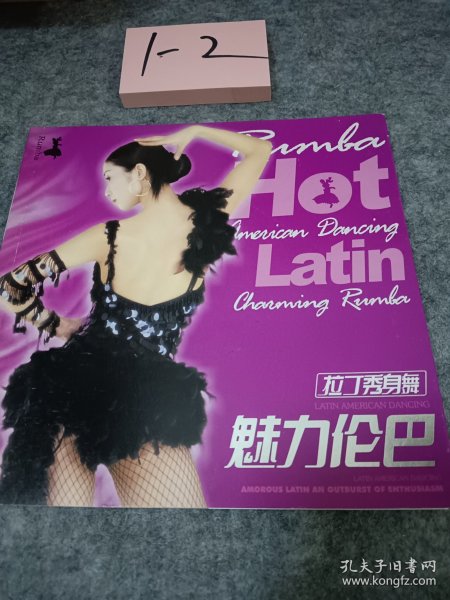 1-2
Rumba
Rumba
Hot
American Dancing
Latin
Charming Rumba
拉丁秀身舞
LATIN AMERICAN DANCING
魅力伦巴
LATIN AMERICAN DANCING
AMOROUS LATIN AN OUTBURST OF ENTHUSIASM
孔夫子旧书网
www.kongfz.com